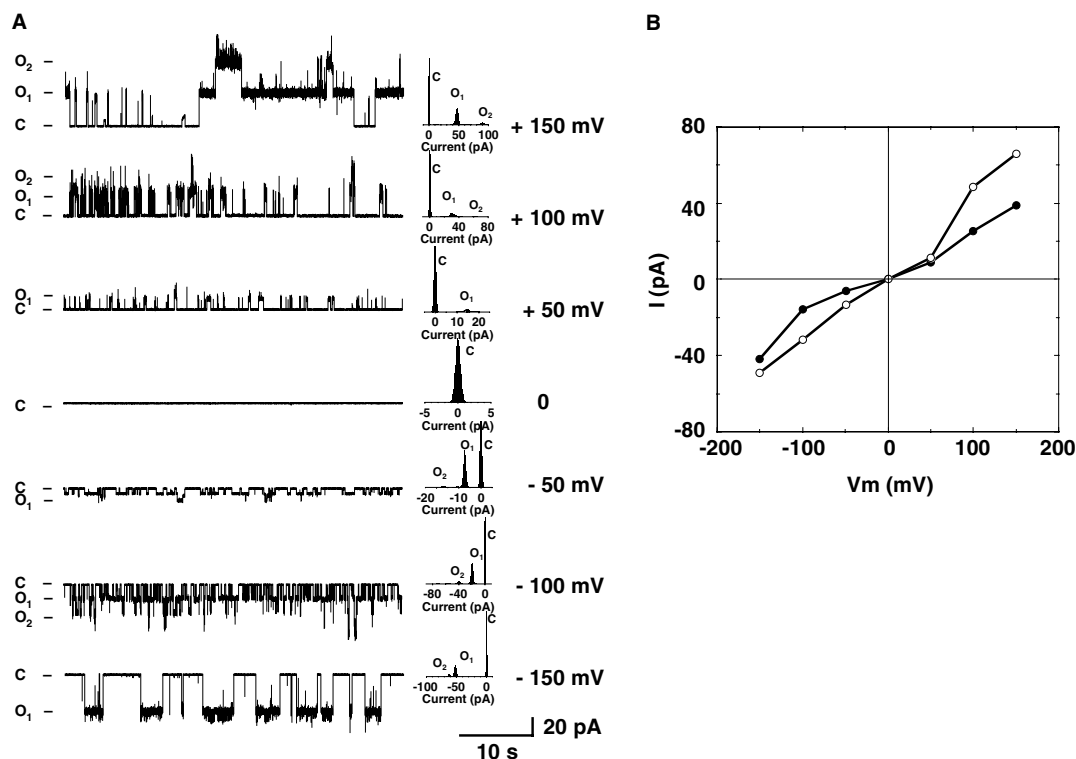 A
O2
O1
C
C
O1
O2
0 50 100
Current (pA)
+ 150 mV
O2
O1
C
C
O1
O2
0 40 80
Current (pA)
+ 100 mV
O1
C
C
O1
0 10 20
Current (pA)
+ 50 mV
C
C
-5 0 5
Current (pA)
0
C
O1
O2
O1
C
-20 -10 0
Current (pA)
- 50 mV
C
O1
O2
C
O1
O2
-80 -40 0
Current (pA)
- 100 mV
C
O1
C
O2
O1
-100 -50 0
Current (pA)
- 150 mV
20 pA
10 s
B
80
40
0
-40
-80
I (pA)
-200 -100 0 100 200
Vm (mV)